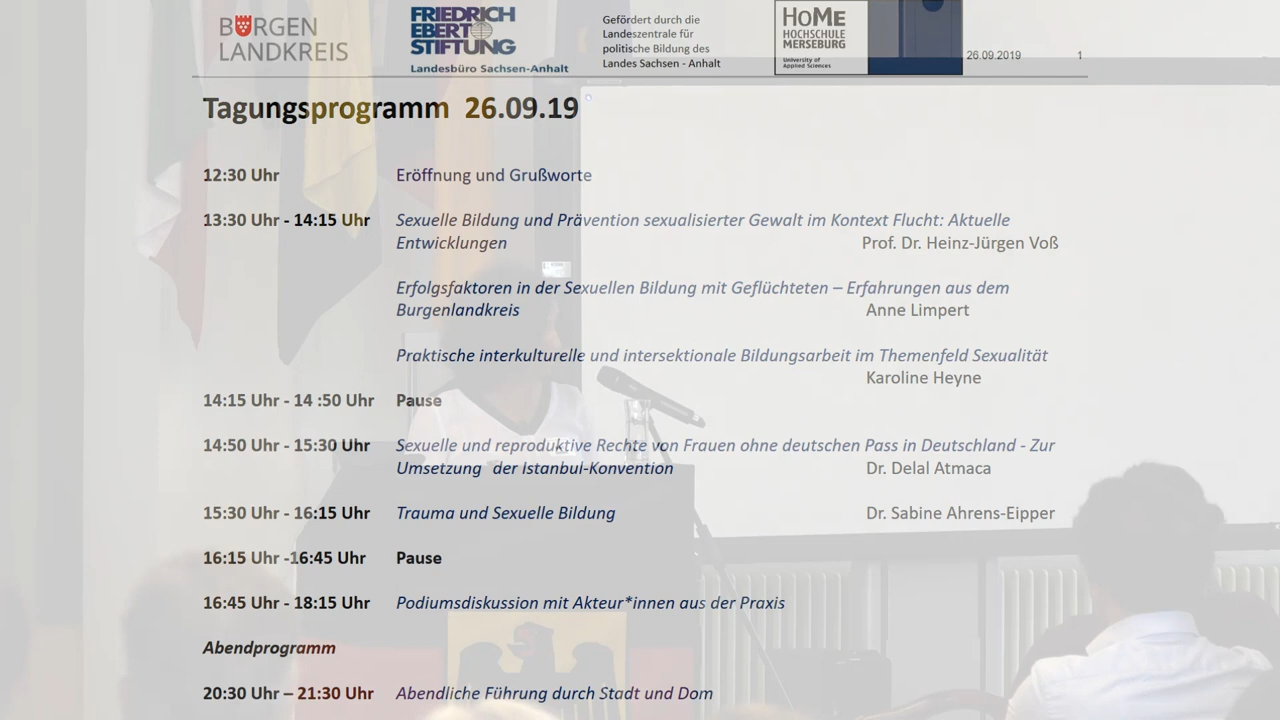 BURGEN
LANDKREIS
FRIEDRICH
EBERT
STIFTUNG
Landesbüro Sachsen-Anhalt
Gefördert durch die
Landeszentrale für
politische Bildung des
Landes Sachsen - Anhalt
HoMe
HOCHSCHULE
MERSEBURG
University of
Applied Sciences
26.09.2019 1
Tagungsprogramm 26.09.19
12:30 Uhr Eröffnung und Grußworte
13:30 Uhr - 14:15 Uhr Sexuelle Bildung und Prävention sexualisierter Gewalt im Kontext Flucht: Aktuelle
Entwicklungen Prof. Dr. Heinz-Jürgen Voß
Erfolgsfaktoren in der Sexuellen Bildung mit Geflüchteten – Erfahrungen aus dem
Burgenlandkreis Anne Limpert
Praktische interkulturelle und intersektionale Bildungsarbeit im Themenfeld Sexualität
Karoline Heyne
14:15 Uhr - 14 :50 Uhr Pause
14:50 Uhr - 15:30 Uhr Sexuelle und reproduktive Rechte von Frauen ohne deutschen Pass in Deutschland - Zur
Umsetzung der Istanbul-Konvention Dr. Delal Atmaca
15:30 Uhr - 16:15 Uhr Trauma und Sexuelle Bildung Dr. Sabine Ahrens-Eipper
16:15 Uhr -16:45 Uhr Pause
16:45 Uhr - 18:15 Uhr Podiumsdiskussion mit Akteur*innen aus der Praxis
Abendprogramm
20:30 Uhr – 21:30 Uhr Abendliche Führung durch Stadt und Dom